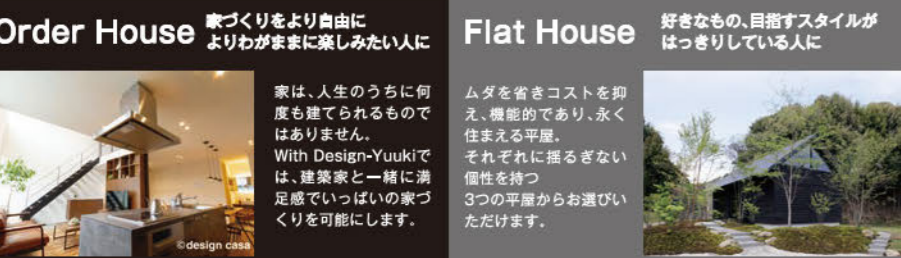 Order House
家づくりをより自由に
よりわがままに楽しみたい人に
家は、人生のうちに何
度も建てられるもので
はありません。
With Design-Yuukiで
は、建築家と一緒に満
足感でいっぱいの家づ
くりを可能にします。
©design casa
Flat House
好きなもの、目指すスタイルが
はっきりしている人に
ムダを省きコストを抑
え、機能的であり、永く
住まえる平屋。
それぞれに揺るぎない
個性を持つ
3つの平屋からお選びい
ただけます。